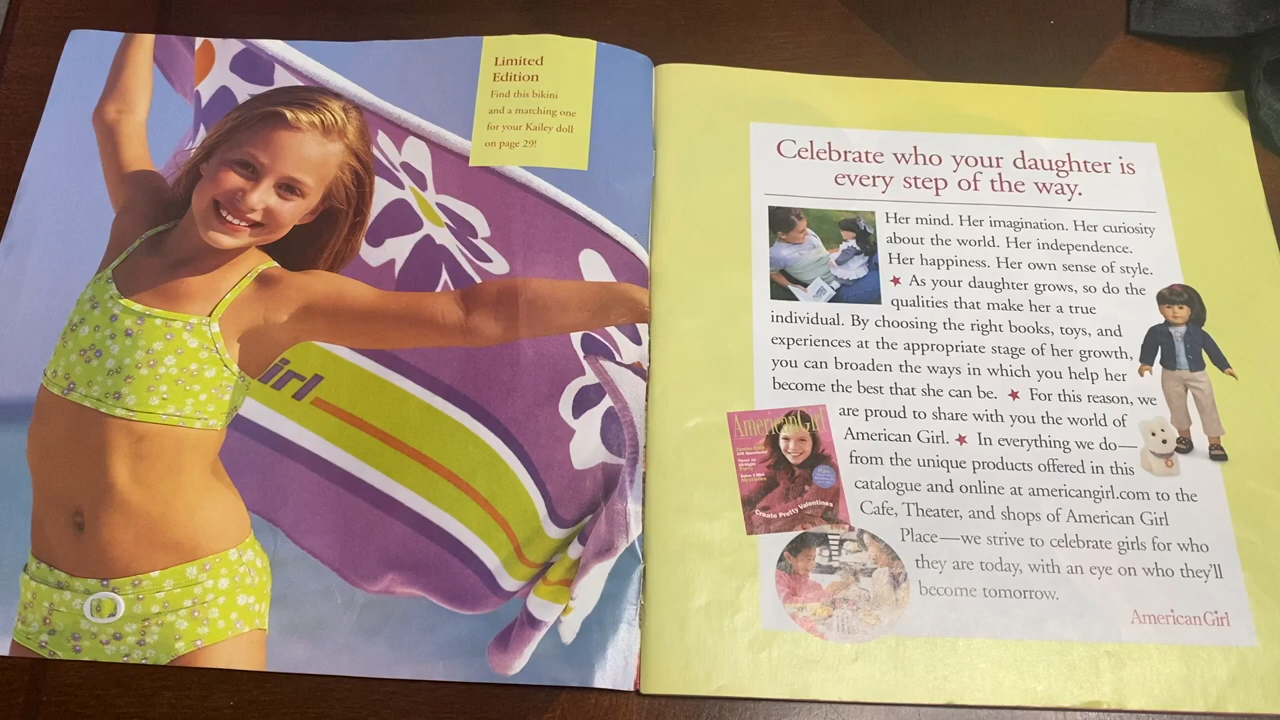 Limited
Edition
Find this bikini
and a matching one
for your Kailey doll
on page 29!
irl
Celebrate who your daughter is
every step of the way.
Her mind. Her imagination. Her curiosity
about the world. Her independence.
Her happiness. Her own sense of style.
★ As your daughter grows, so do the
qualities that make her a true
individual. By choosing the right books, toys, and
experiences at the appropriate stage of her growth,
you can broaden the ways in which you help her
become the best that she can be. ★ For this reason, we
are proud to share with you the world of
American Girl. ★ In everything we do—
from the unique products offered in this
catalogue and online at americangirl.com to the
Cafe, Theater, and shops of American Girl
Place—we strive to celebrate girls for who
they are today, with an eye on who they'll
become tomorrow.
American Girl
American Girl
Create Pretty Valentines